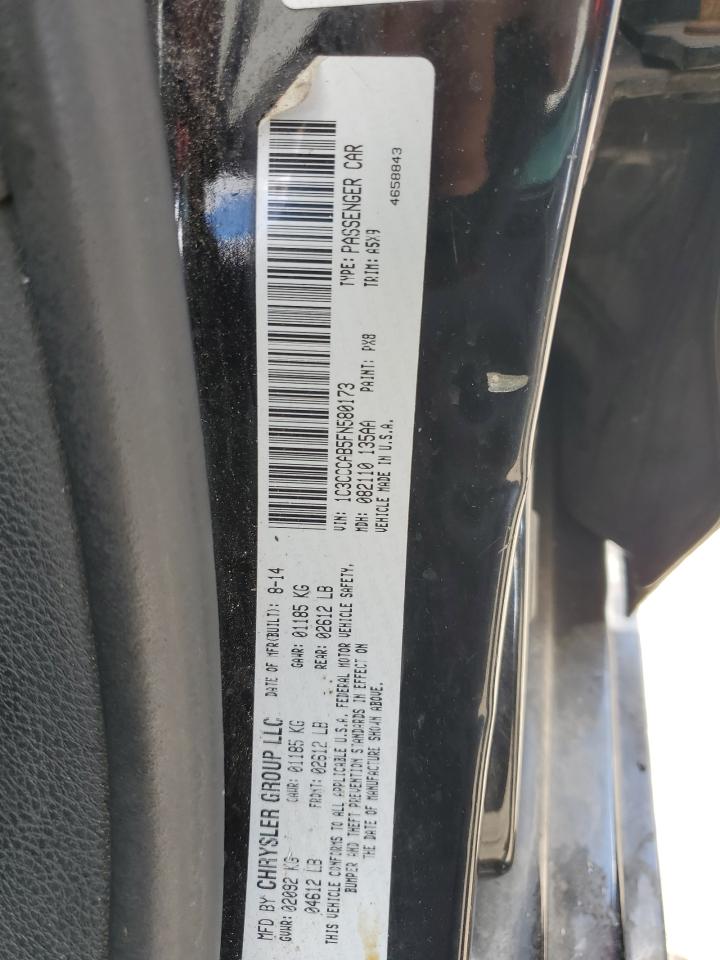 MFD BY CHRYSLER GROUP LLC
DATE OF MFR(BUILT): 8-14
GVWR: 02092 KG
GAWR: 01185 KG
GAWR: 01185 KG
04612 LB
FRONT: 02612 LB
REAR: 02612 LB
THIS VEHICLE CONFORMS TO ALL APPLICABLE U.S.A. FEDERAL MOTOR VEHICLE SAFETY,
BUMPER AND THEFT PREVENTION STANDARDS IN EFFECT ON
THE DATE OF MANUFACTURE SHOWN ABOVE.
VIN: 1C3CCCAB5FN580173
TYPE: PASSENGER CAR
MDH: 082110 135AA
PAINT: PX8
TRIM: A5X9
VEHICLE MADE IN U.S.A.
4658843